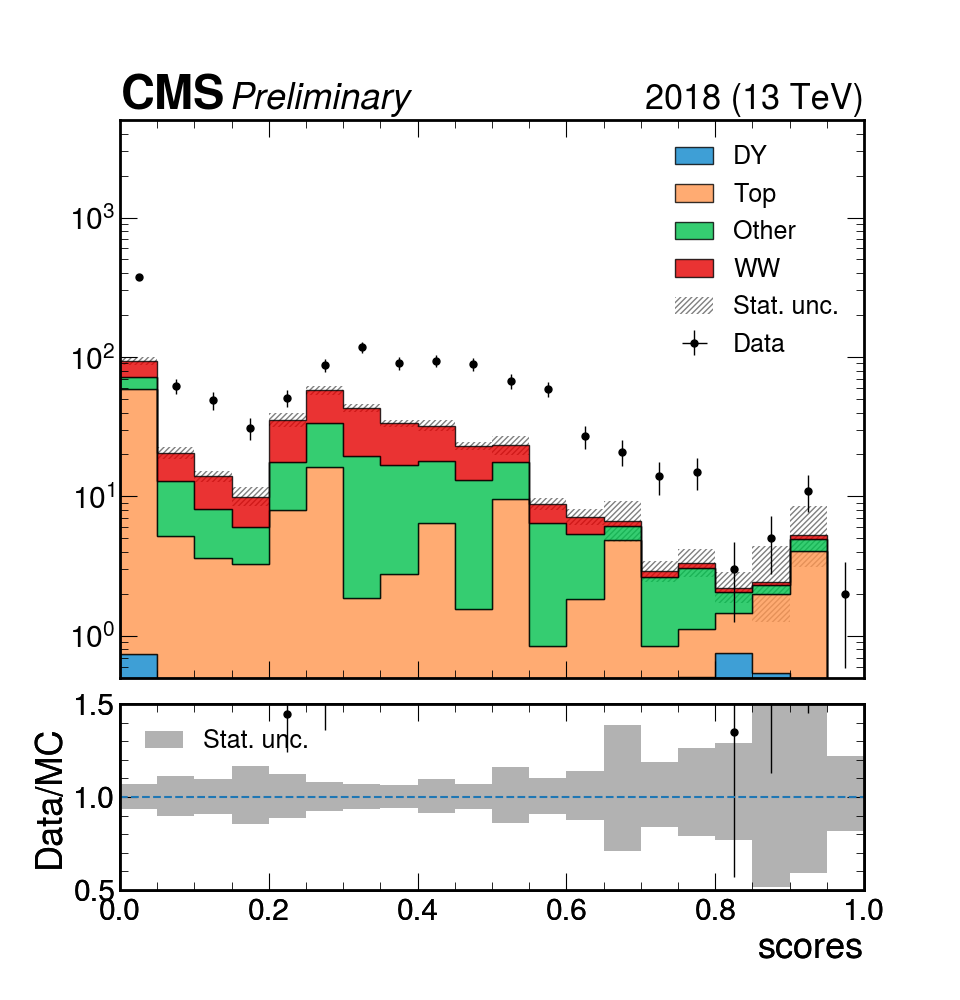 CMS Preliminary 2018 (13 TeV)
DY
Top
Other
WW
Stat. unc.
Data
10³
10²
10¹
10⁰
1.5
1.0
0.5
Data/MC
Stat. unc.
0.0 0.2 0.4 0.6 0.8 1.0
scores